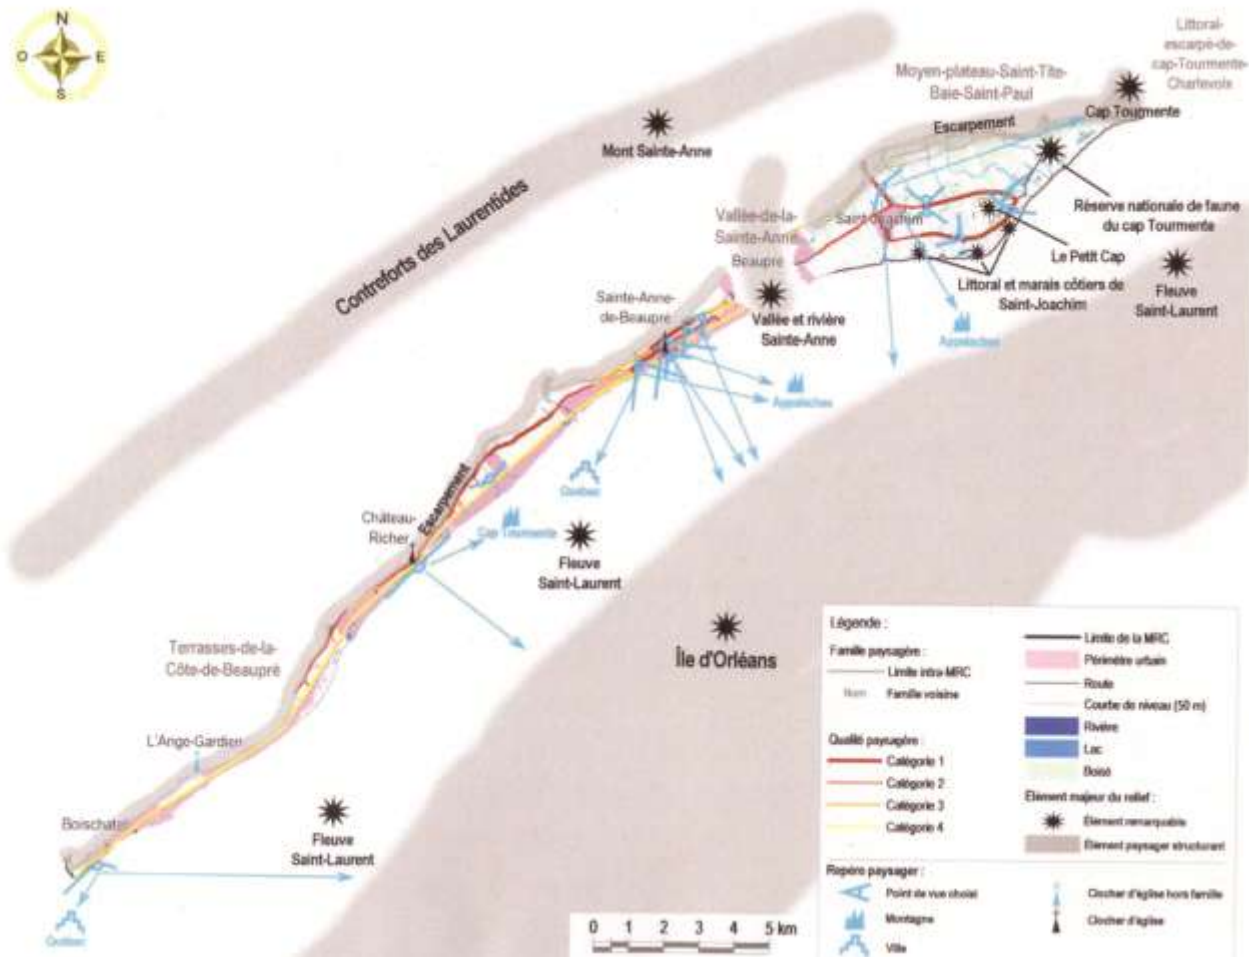 N
O
E
S
Littoral-
escarpé-de-
cap-Tourmente-
Charlevoix
Moyen-plateau-Saint-Tite-
Baie-Saint-Paul
Escarpement
Cap Tourmente
Mont Sainte-Anne
Contreforts des Laurentides
Vallée-de-la-
Sainte-Anne
Beaupré
Saint-Joachim
Réserve nationale de faune
du cap Tourmente
Le Petit Cap
Littoral et marais côtiers de
Saint-Joachim
Fleuve
Saint-Laurent
Sainte-Anne-
de-Beaupré
Vallée et rivière
Sainte-Anne
Appalaches
Appalaches
Québec
Escarpement
Château-
Richer
Cap Tourmente
Fleuve
Saint-Laurent
Île d'Orléans
Terrasses-de-la-
Côte-de-Beaupré
L'Ange-Gardien
Boischatel
Fleuve
Saint-Laurent
Québec
0 1 2 3 4 5 km
Légende :
Famille paysagère :
Limite intra-MRC
Nom Famille voisine
Qualité paysagère :
Catégorie 1
Catégorie 2
Catégorie 3
Catégorie 4
Repère paysager :
Point de vue choisi
Montagne
Ville
Limite de la MRC
Périmètre urbain
Route
Courbe de niveau (50 m)
Rivière
Lac
Boisé
Elément majeur du relief :
Élément remarquable
Élément paysager structurant
Clocher d'église hors famille
Clocher d'église